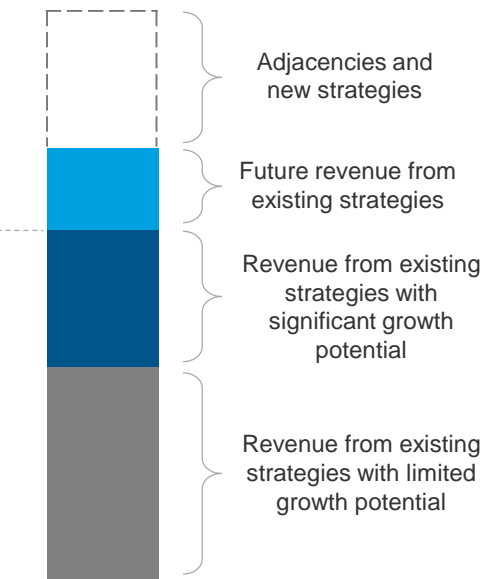 Adjacencies and
new strategies
Future revenue from
existing strategies
Revenue from existing
strategies with
significant growth
potential
Revenue from existing
strategies with limited
growth potential